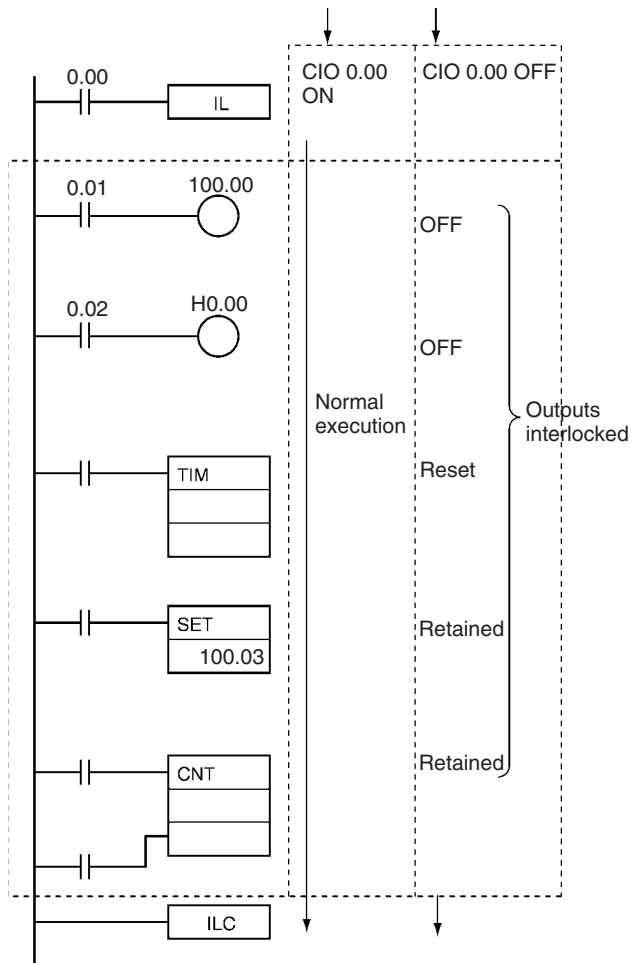 0.00
IL
CIO 0.00
ON
CIO 0.00 OFF
0.01
100.00
OFF
0.02
H0.00
OFF
Normal
execution
Outputs
interlocked
TIM
Reset
SET
100.03
Retained
CNT
Retained
ILC